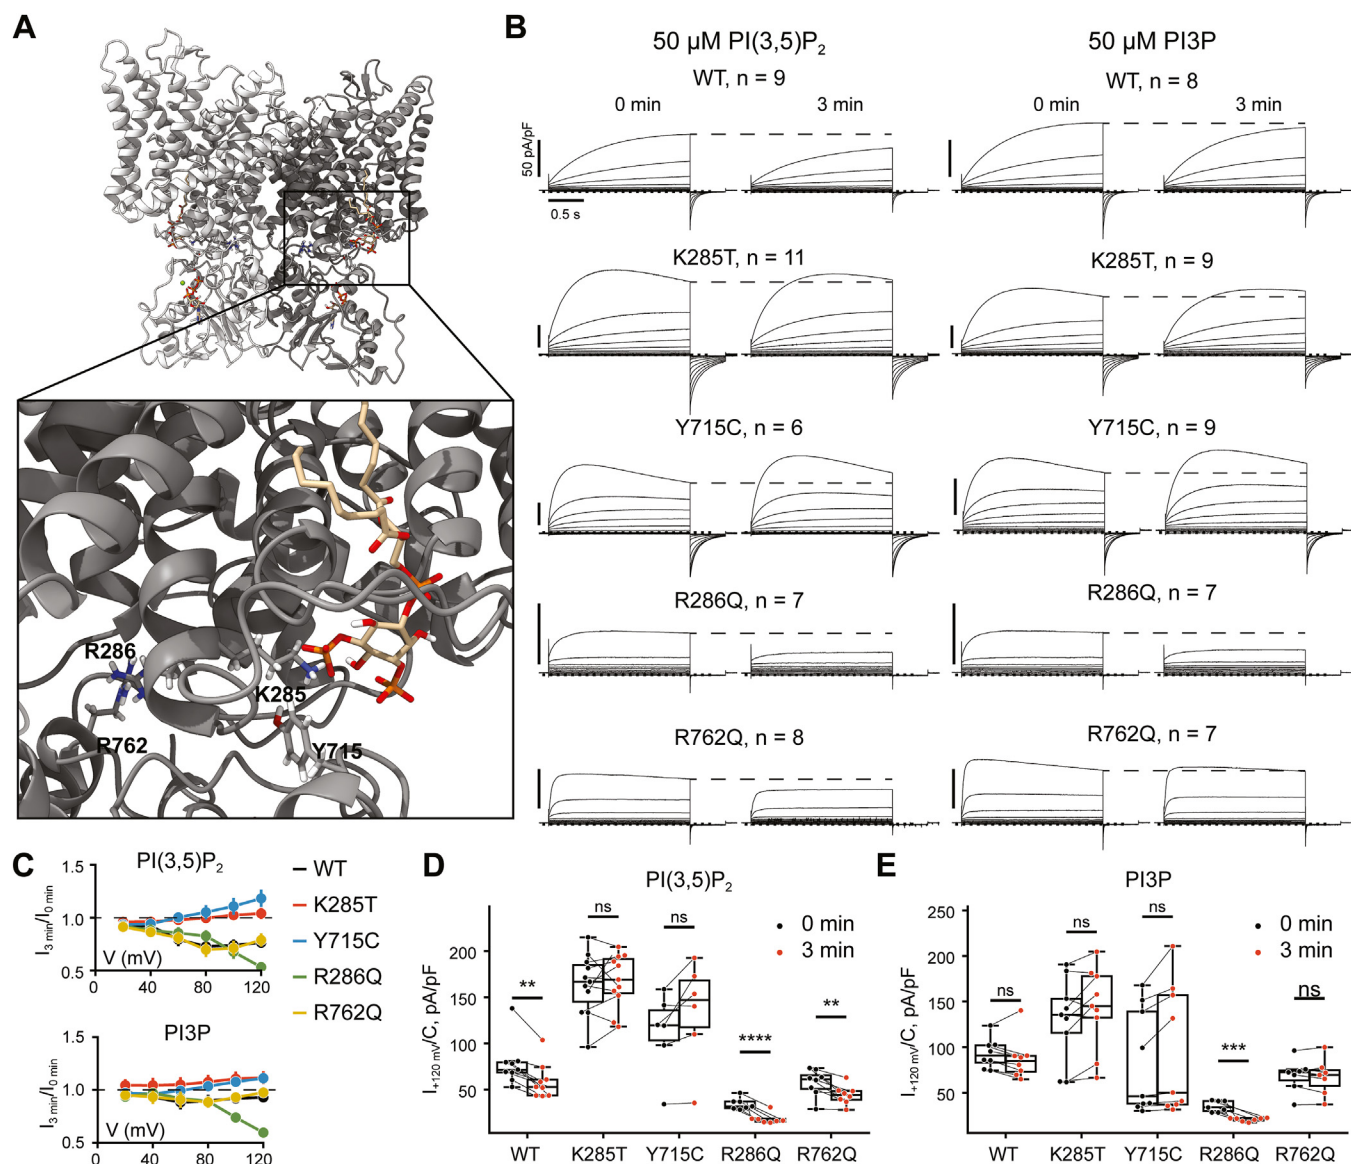 A
R286
K285
R762
Y715
B
50 µM PI(3,5)P₂
50 µM PI3P
WT, n = 9
WT, n = 8
0 min
3 min
0 min
3 min
50 pA/pF
0.5 s
K285T, n = 11
K285T, n = 9
Y715C, n = 6
Y715C, n = 9
R286Q, n = 7
R286Q, n = 7
R762Q, n = 8
R762Q, n = 7
C
PI(3,5)P₂
1.5
1.0
0.5
I3 min/I0 min
V (mV)
0 40 80 120
WT
K285T
Y715C
R286Q
R762Q
PI3P
1.5
1.0
0.5
I3 min/I0 min
V (mV)
0 40 80 120
D
PI(3,5)P₂
I+120 mV/C, pA/pF
200
150
100
50
0 min
3 min
**
ns
ns
****
**
WT K285T Y715C R286Q R762Q
E
PI3P
I+120 mV/C, pA/pF
250
200
150
100
50
0 min
3 min
ns
ns
ns
***
ns
WT K285T Y715C R286Q R762Q